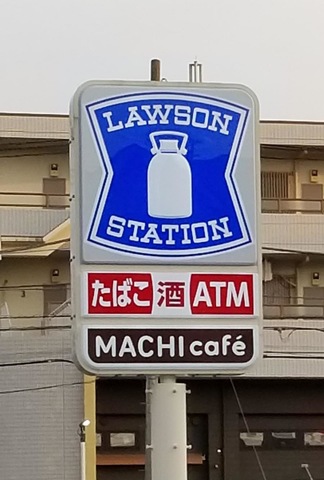 LAWSON
STATION
たばこ 酒 ATM
MACHI café